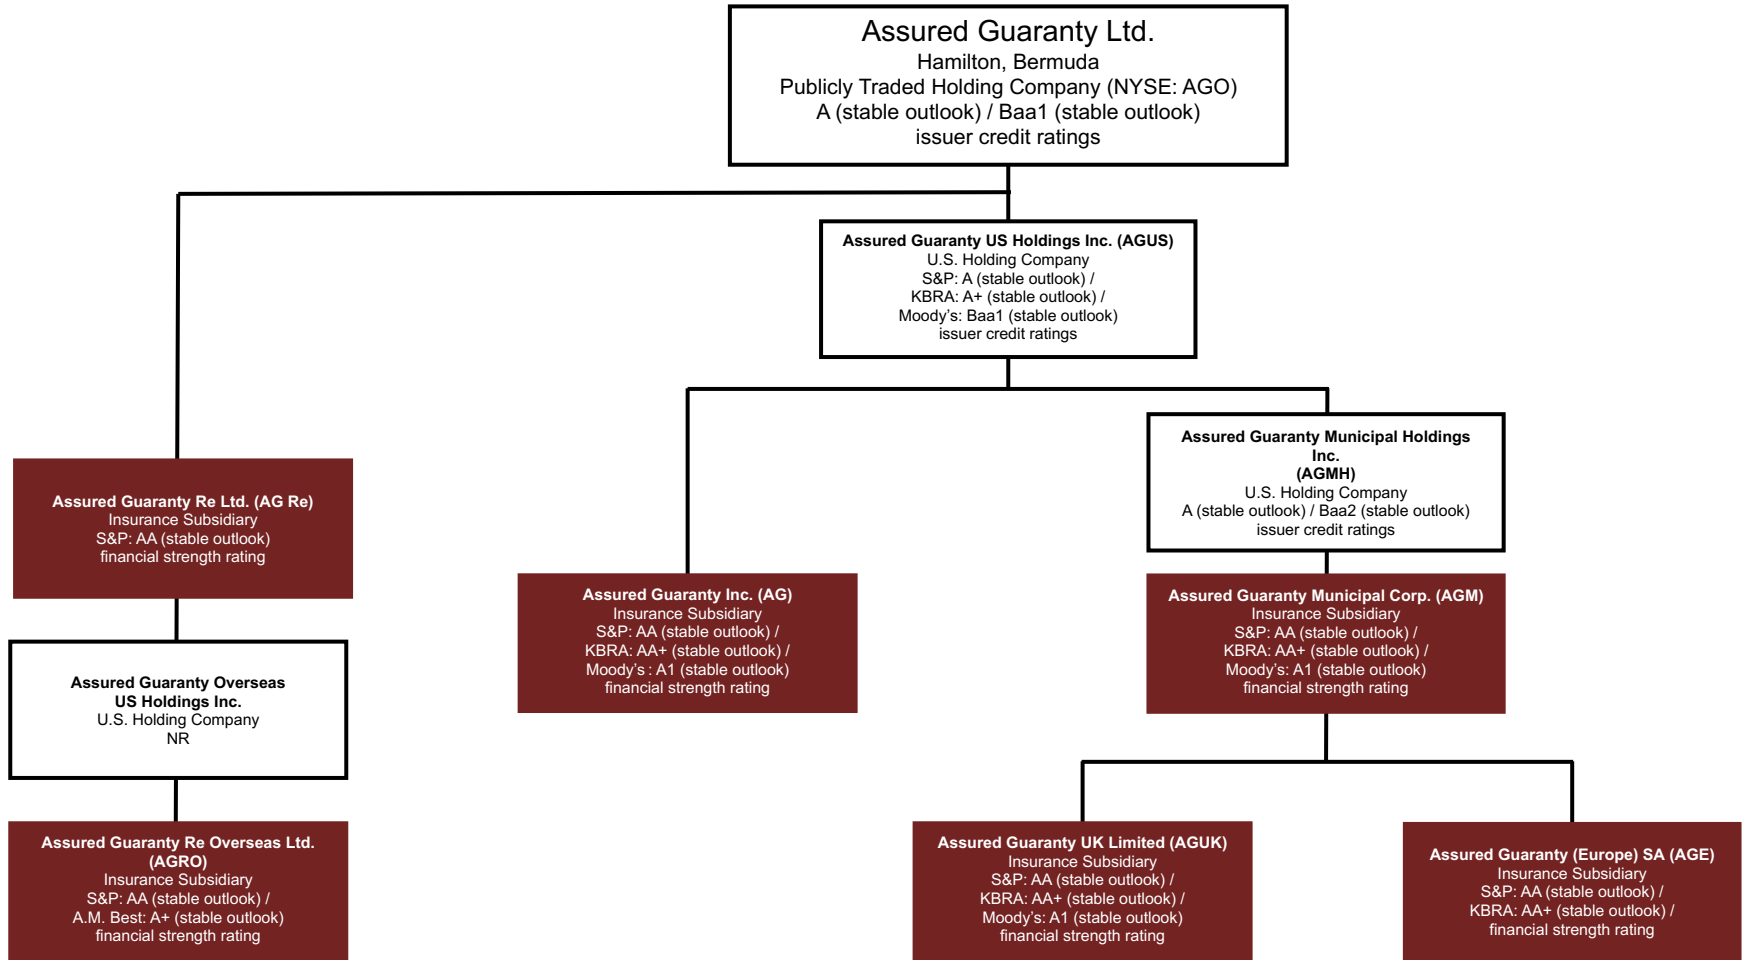 Assured Guaranty Ltd.
Hamilton, Bermuda
Publicly Traded Holding Company (NYSE: AGO)
A (stable outlook) / Baa1 (stable outlook)
issuer credit ratings
Assured Guaranty US Holdings Inc. (AGUS)
U.S. Holding Company
S&P: A (stable outlook) /
KBRA: A+ (stable outlook) /
Moody's: Baa1 (stable outlook)
issuer credit ratings
Assured Guaranty Municipal Holdings
Inc.
(AGMH)
U.S. Holding Company
A (stable outlook) / Baa2 (stable outlook)
issuer credit ratings
Assured Guaranty Re Ltd. (AG Re)
Insurance Subsidiary
S&P: AA (stable outlook)
financial strength rating
Assured Guaranty Inc. (AG)
Insurance Subsidiary
S&P: AA (stable outlook) /
KBRA: AA+ (stable outlook) /
Moody's : A1 (stable outlook)
financial strength rating
Assured Guaranty Municipal Corp. (AGM)
Insurance Subsidiary
S&P: AA (stable outlook) /
KBRA: AA+ (stable outlook) /
Moody's: A1 (stable outlook)
financial strength rating
Assured Guaranty Overseas
US Holdings Inc.
U.S. Holding Company
NR
Assured Guaranty Re Overseas Ltd.
(AGRO)
Insurance Subsidiary
S&P: AA (stable outlook) /
A.M. Best: A+ (stable outlook)
financial strength rating
Assured Guaranty UK Limited (AGUK)
Insurance Subsidiary
S&P: AA (stable outlook) /
KBRA: AA+ (stable outlook) /
Moody's: A1 (stable outlook)
financial strength rating
Assured Guaranty (Europe) SA (AGE)
Insurance Subsidiary
S&P: AA (stable outlook) /
KBRA: AA+ (stable outlook) /
financial strength rating